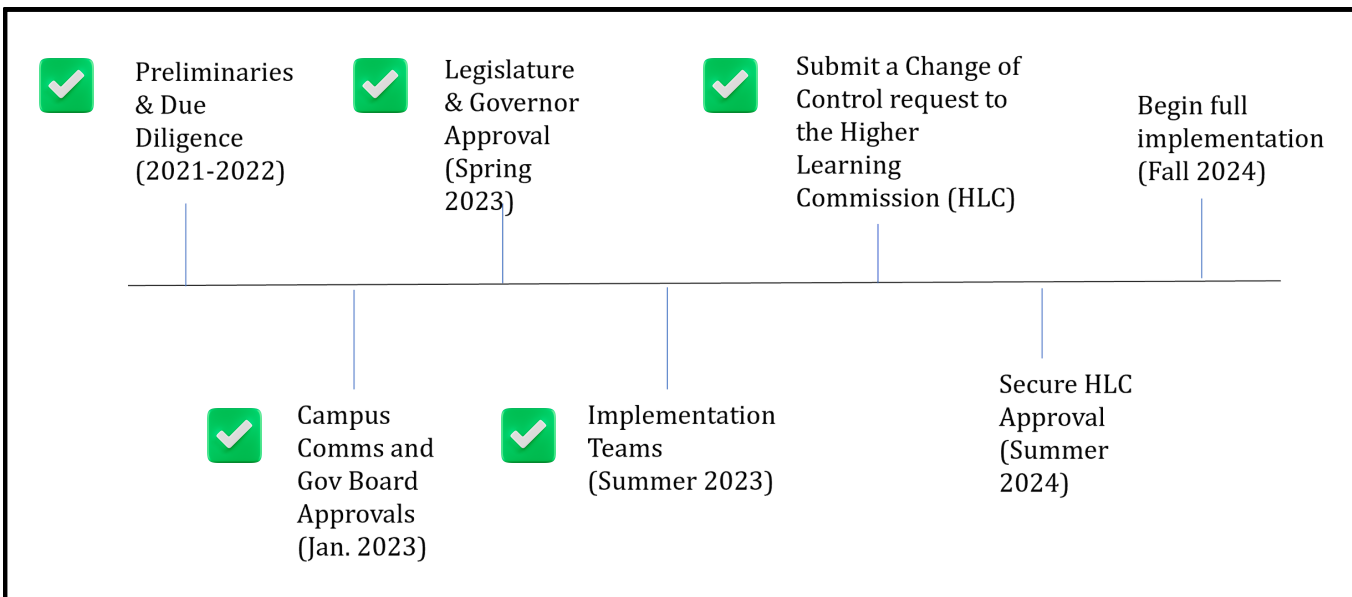 Preliminaries
& Due
Diligence
(2021-2022)
Campus
Comms and
Gov Board
Approvals
(Jan. 2023)
Legislature
& Governor
Approval
(Spring
2023)
Implementation
Teams
(Summer 2023)
Submit a Change of
Control request to
the Higher
Learning
Commission (HLC)
Secure HLC
Approval
(Summer
2024)
Begin full
implementation
(Fall 2024)